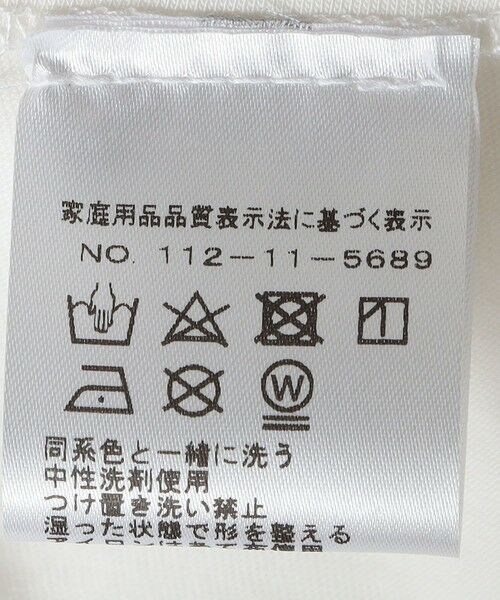 家庭用品品質表示法に基づく表示
NO. 112-11-5689
W
同系色と一緒に洗う
中性洗剤使用
つけ置き洗い禁止
湿った状態で形を整える